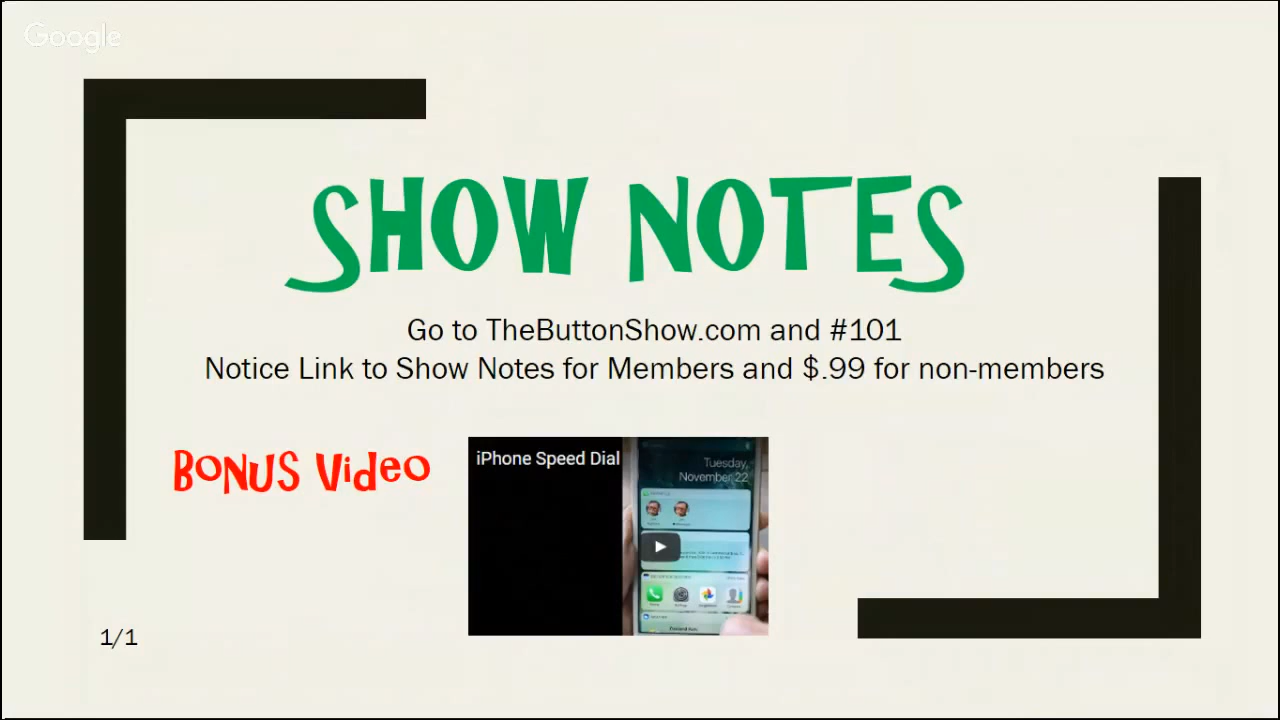 Google
SHOW NOTES
Go to TheButtonShow.com and #101
Notice Link to Show Notes for Members and $.99 for non-members
BONUS Video
iPhone Speed Dial
Tuesday,
November 22
1/1